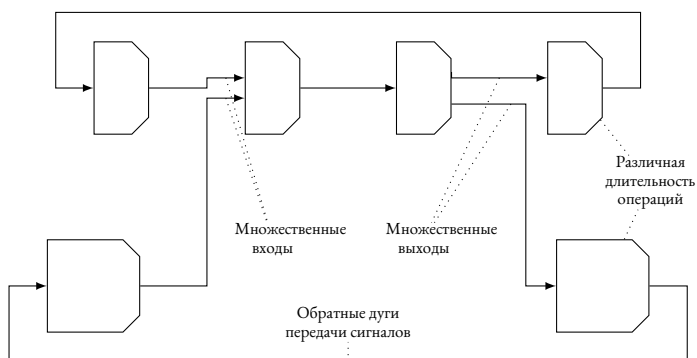 Различная
длительность
операций
Множественные
входы
Множественные
выходы
Обратные дуги
передачи сигналов